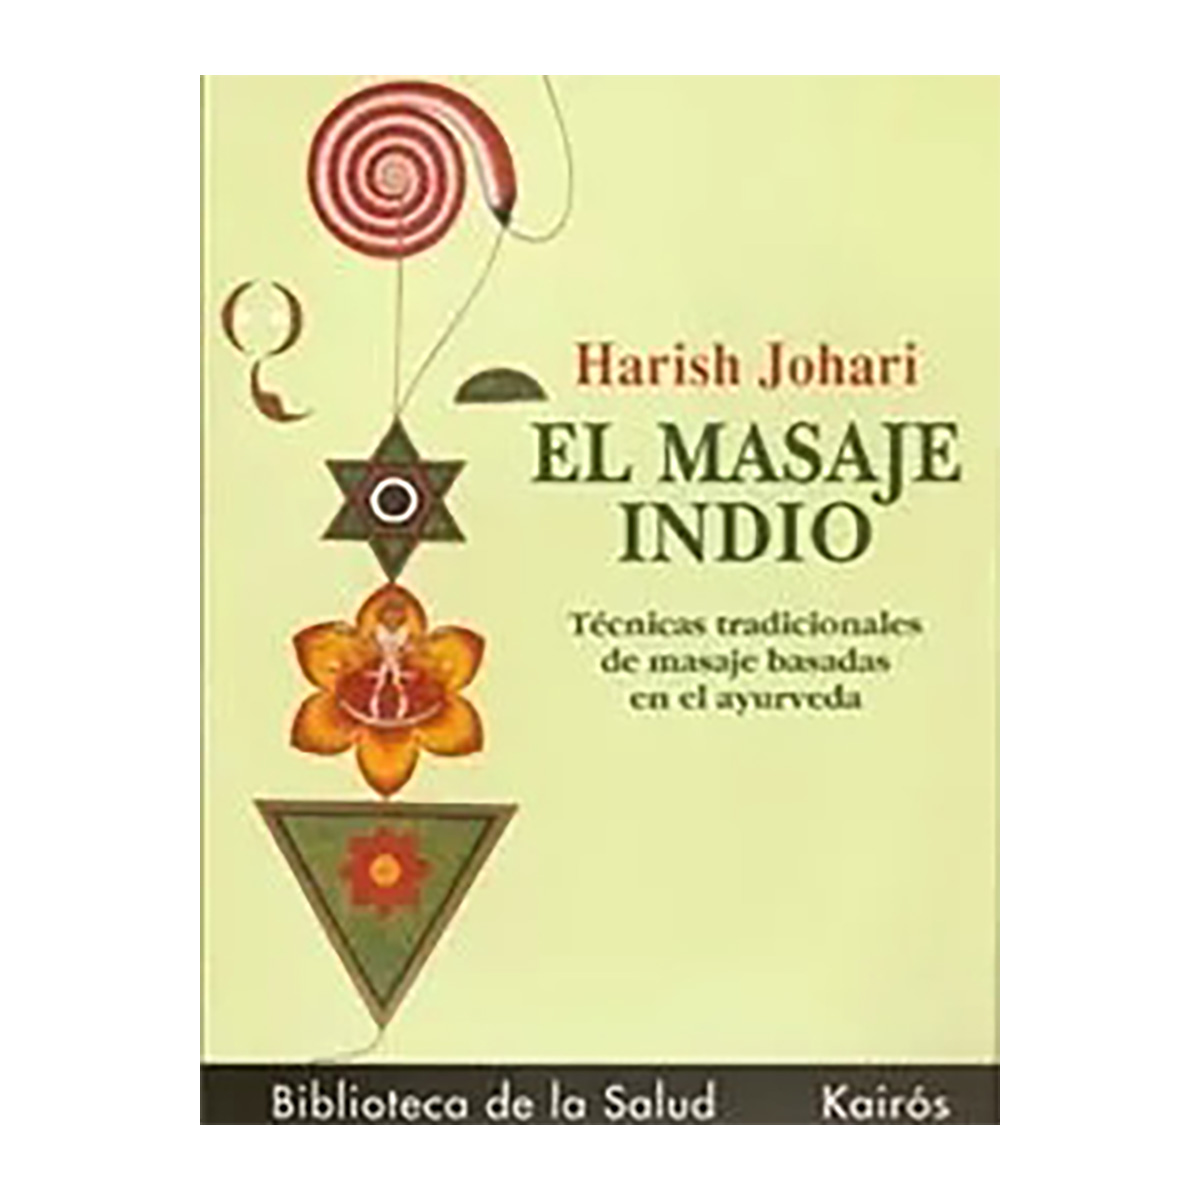 Harish Johari
EL MASAJE
INDIO
Técnicas tradicionales
de masaje basadas
en el ayurveda
Biblioteca de la Salud Kairós